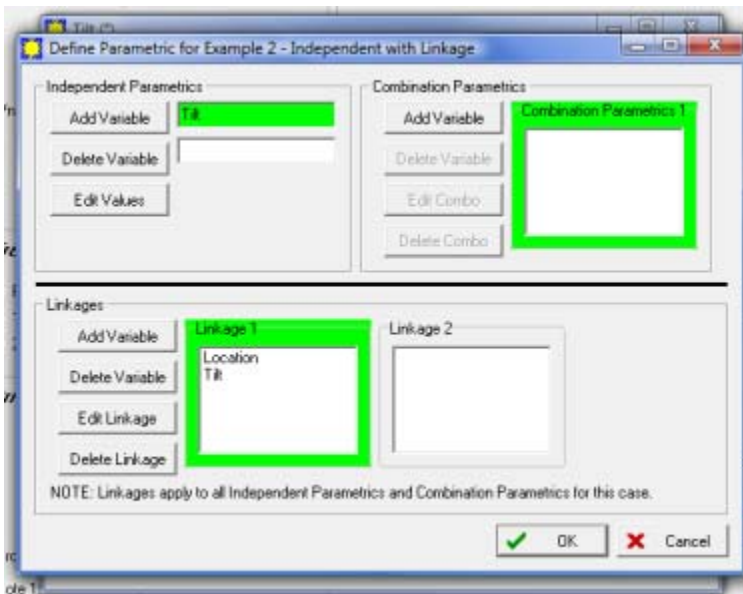 Tilt (*)
Define Parametric for Example 2 - Independent with Linkage
Independent Parametrics
Add Variable
Tilt
Delete Variable
Edit Values
Combination Parametrics
Add Variable
Combination Parametrics 1
Delete Variable
Edit Combo
Delete Combo
Linkages
Add Variable
Linkage 1
Location
Tilt
Linkage 2
Delete Variable
Edit Linkage
Delete Linkage
NOTE: Linkages apply to all Independent Parametrics and Combination Parametrics for this case.
OK
Cancel